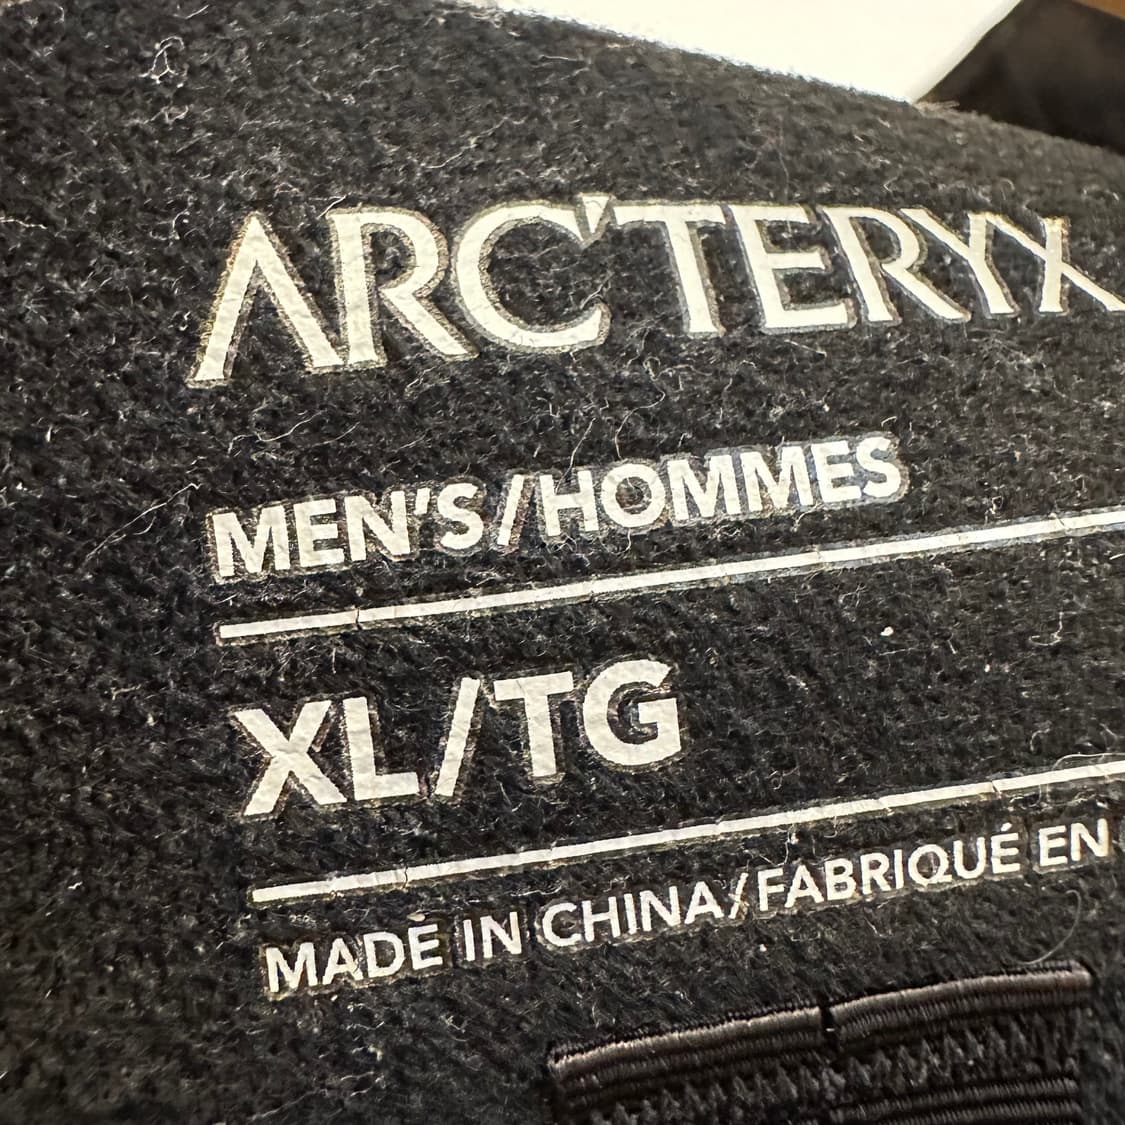 ARC'TERYX
MEN'S/HOMMES
XL/TG
MADE IN CHINA/FABRIQUÉ EN